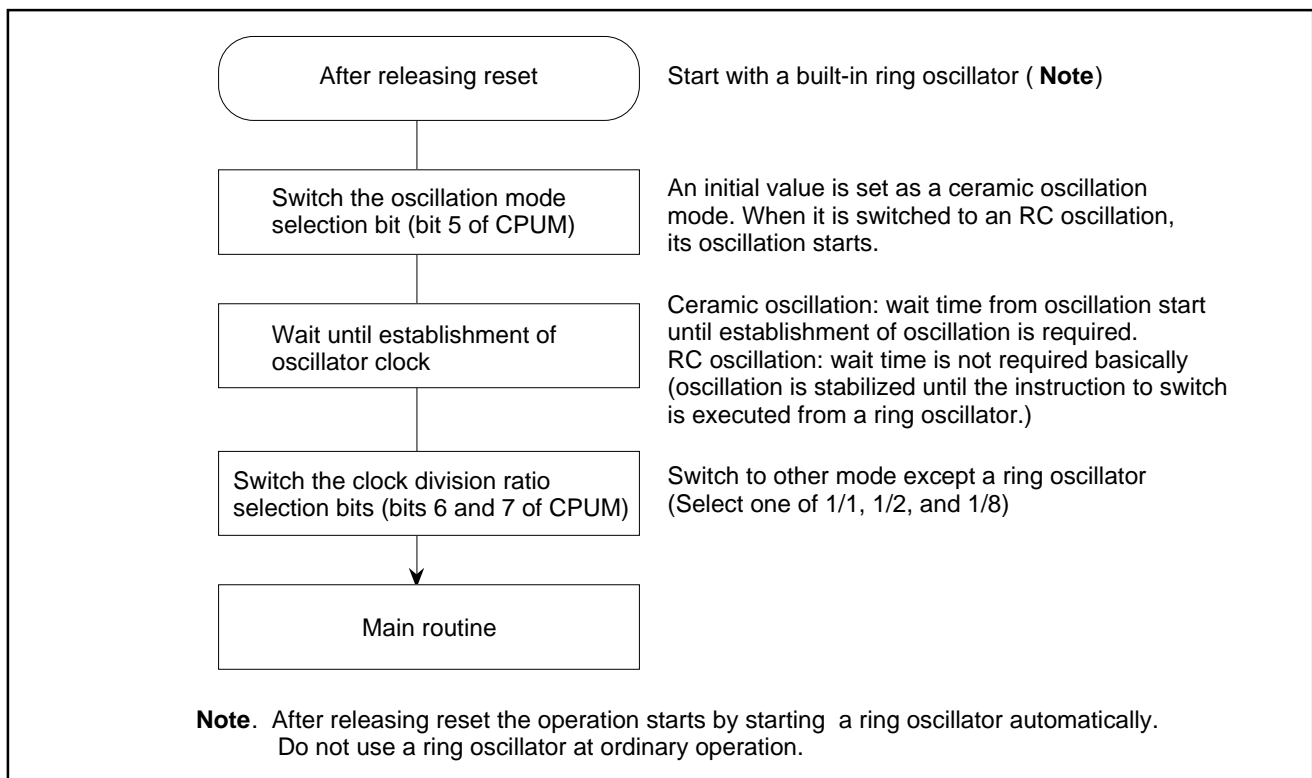 After releasing reset
Start with a built-in ring oscillator ( Note)
Switch the oscillation mode
selection bit (bit 5 of CPUM)
An initial value is set as a ceramic oscillation
mode. When it is switched to an RC oscillation,
its oscillation starts.
Wait until establishment of
oscillator clock
Ceramic oscillation: wait time from oscillation start
until establishment of oscillation is required.
RC oscillation: wait time is not required basically
(oscillation is stabilized until the instruction to switch
is executed from a ring oscillator.)
Switch the clock division ratio
selection bits (bits 6 and 7 of CPUM)
Switch to other mode except a ring oscillator
(Select one of 1/1, 1/2, and 1/8)
Main routine
Note. After releasing reset the operation starts by starting a ring oscillator automatically.
Do not use a ring oscillator at ordinary operation.